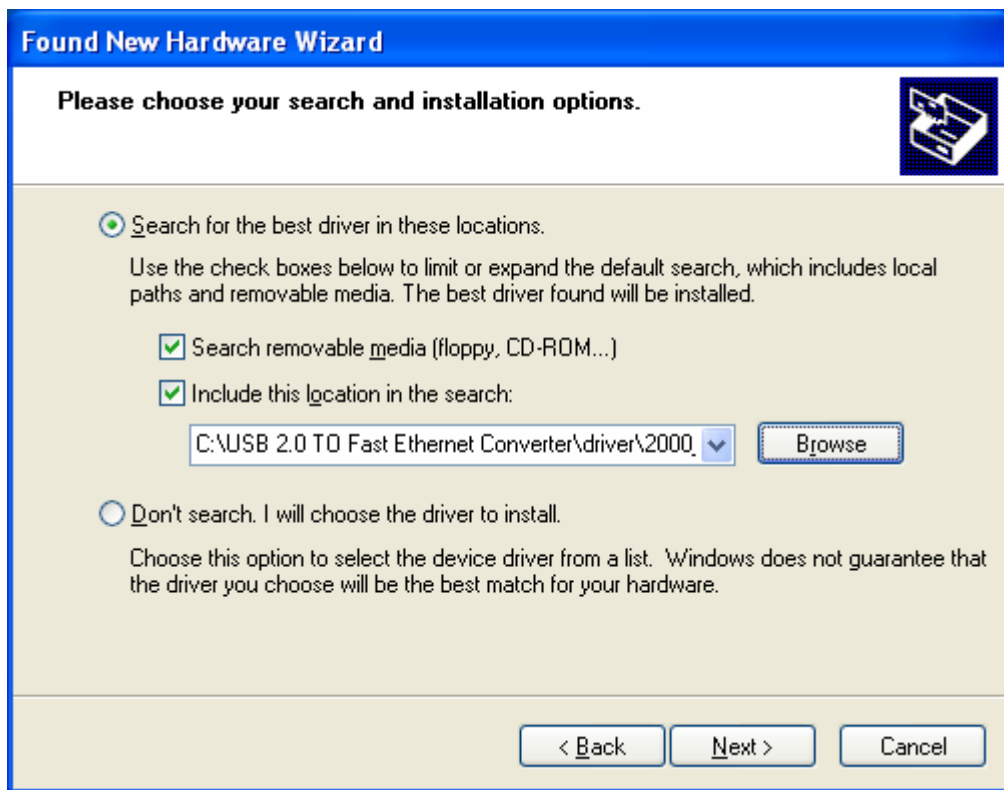 Found New Hardware Wizard
Please choose your search and installation options.
Search for the best driver in these locations.
Use the check boxes below to limit or expand the default search, which includes local
paths and removable media. The best driver found will be installed.
Search removable media (floppy, CD-ROM...)
Include this location in the search:
C:\USB 2.0 TO Fast Ethernet Converter\driver\2000_
Browse
Don't search. I will choose the driver to install.
Choose this option to select the device driver from a list. Windows does not guarantee that
the driver you choose will be the best match for your hardware.
< Back Next > Cancel